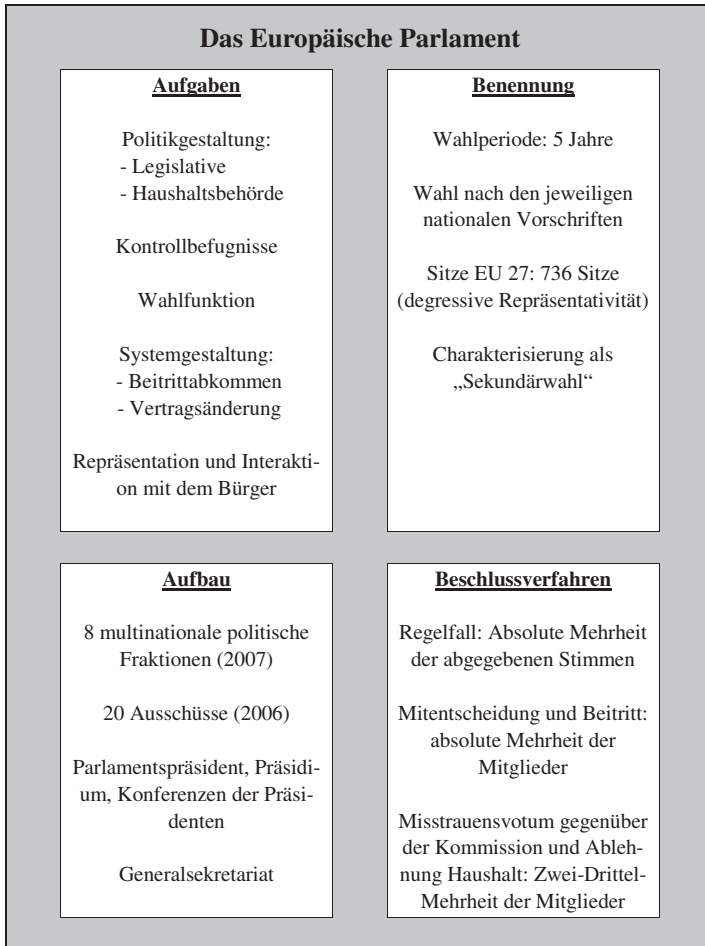 Das Europäische Parlament
Aufgaben
Politikgestaltung:
- Legislative
- Haushaltsbehörde
Kontrollbefugnisse
Wahlfunktion
Systemgestaltung:
- Beitrittabkommen
- Vertragsänderung
Repräsentation und Interakti-
on mit dem Bürger
Benennung
Wahlperiode: 5 Jahre
Wahl nach den jeweiligen
nationalen Vorschriften
Sitze EU 27: 736 Sitze
(degressive Repräsentativität)
Charakterisierung als
„Sekundärwahl“
Aufbau
8 multinationale politische
Fraktionen (2007)
20 Ausschüsse (2006)
Parlamentspräsident, Präsidi-
um, Konferenzen der Präsi-
denten
Generalsekretariat
Beschlussverfahren
Regelfall: Absolute Mehrheit
der abgegebenen Stimmen
Mitentscheidung und Beitritt:
absolute Mehrheit der
Mitglieder
Misstrauensvotum gegenüber
der Kommission und Ableh-
nung Haushalt: Zwei-Drittel-
Mehrheit der Mitglieder